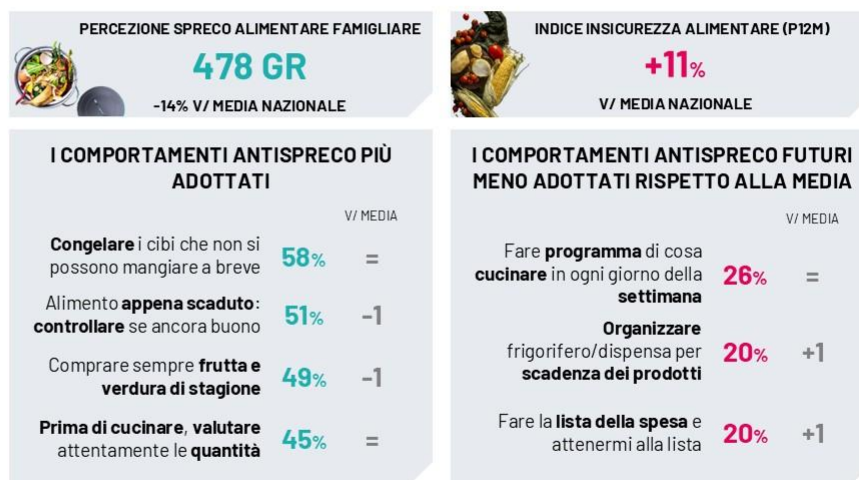 PERCEZIONE SPRECO ALIMENTARE FAMIGLIARE
478 GR
-14% V/ MEDIA NAZIONALE
INDICE INSICUREZZA ALIMENTARE (P12M)
+11%
V/ MEDIA NAZIONALE
I COMPORTAMENTI ANTISPRECO PIÙ
ADOTTATI
V/ MEDIA
Congelare i cibi che non si
possono mangiare a breve
58%
=
Alimento appena scaduto:
controllare se ancora buono
51%
-1
Comprare sempre frutta e
verdura di stagione
49%
-1
Prima di cucinare, valutare
attentamente le quantità
45%
=
I COMPORTAMENTI ANTISPRECO FUTURI
MENO ADOTTATI RISPETTO ALLA MEDIA
V/ MEDIA
Fare programma di cosa
cucinare in ogni giorno della
settimana
26%
=
Organizzare
frigorifero/dispensa per
scadenza dei prodotti
20%
+1
Fare la lista della spesa e
attenermi alla lista
20%
+1